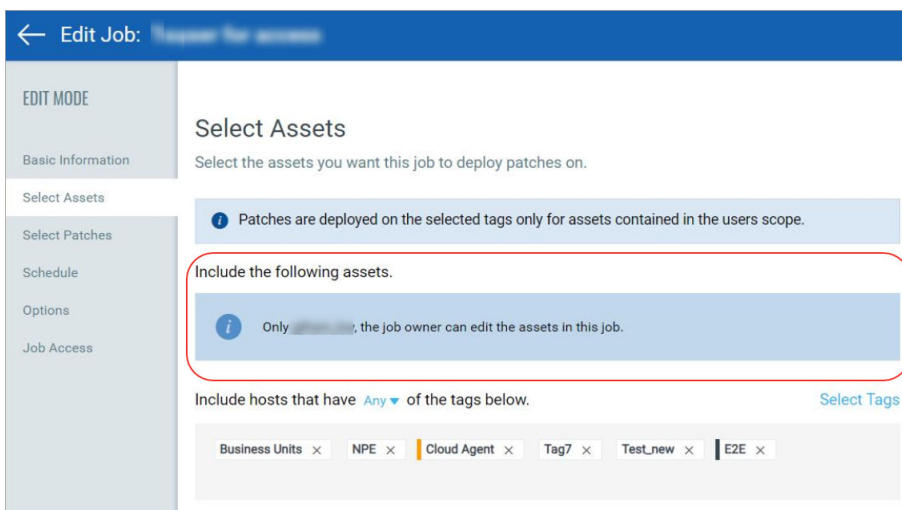 Edit Job:
EDIT MODE
Basic Information
Select Assets
Select Patches
Schedule
Options
Job Access
Select Assets
Select the assets you want this job to deploy patches on.
Patches are deployed on the selected tags only for assets contained in the users scope.
Include the following assets.
Only , the job owner can edit the assets in this job.
Include hosts that have Any of the tags below.
Select Tags
Business Units NPE Cloud Agent Tag7 Test_new E2E